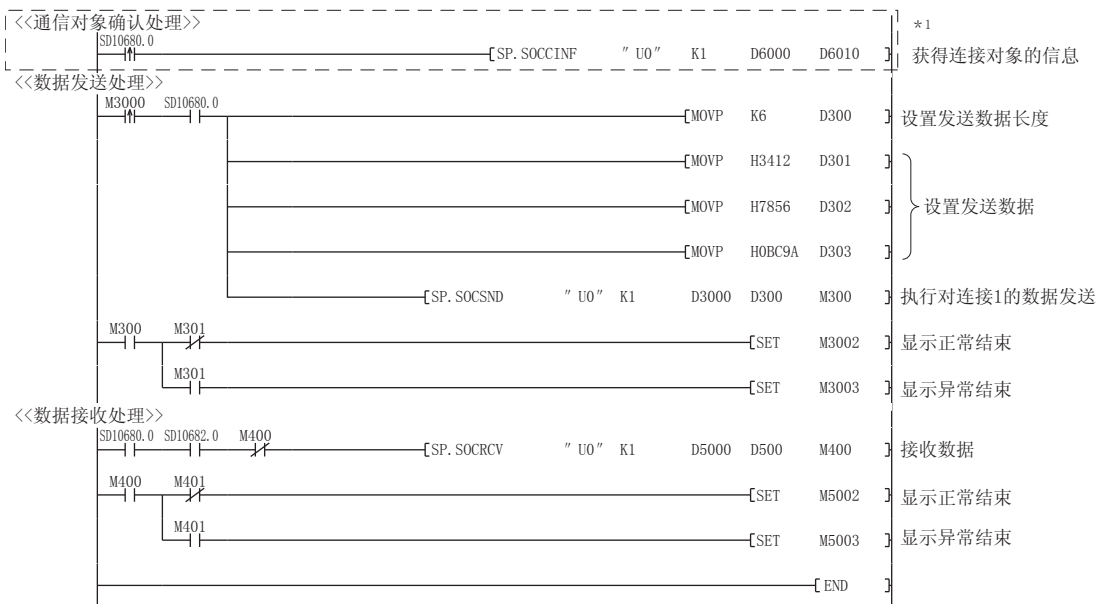 <<通信对象确认处理>>
*1
SD10680.0
SP.SOCCINF "U0" K1 D6000 D6010 获得连接对象的信息
<<数据发送处理>>
M3000 SD10680.0
MOVP K6 D300 设置发送数据长度
MOVP H3412 D301
MOVP H7856 D302 设置发送数据
MOVP H0BC9A D303
SP.SOCSND "U0" K1 D3000 D300 M300 执行对连接1的数据发送
M300 M301
SET M3002 显示正常结束
M301
SET M3003 显示异常结束
<<数据接收处理>>
SD10680.0 SD10682.0 M400
SP.SOCRCV "U0" K1 D5000 D500 M400 接收数据
M400 M401
SET M5002 显示正常结束
M401
SET M5003 显示异常结束
END